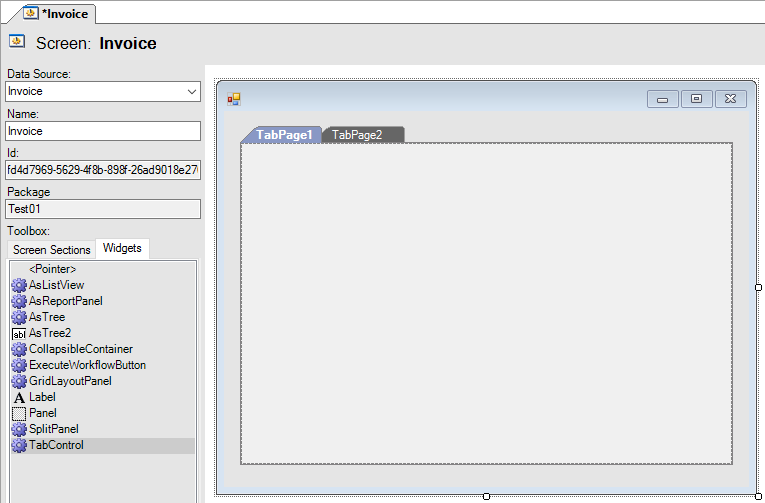 *Invoice
Screen: Invoice
Data Source:
Invoice
Name:
Invoice
Id:
fd4d7969-5629-4f8b-898f-26ad9018e27
Package
Test01
Toolbox:
Screen Sections Widgets
<Pointer>
AsListView
AsReportPanel
AsTree
abl AsTree2
CollapsibleContainer
ExecuteWorkflowButton
GridLayoutPanel
A Label
Panel
SplitPanel
TabControl
TabPage1 TabPage2